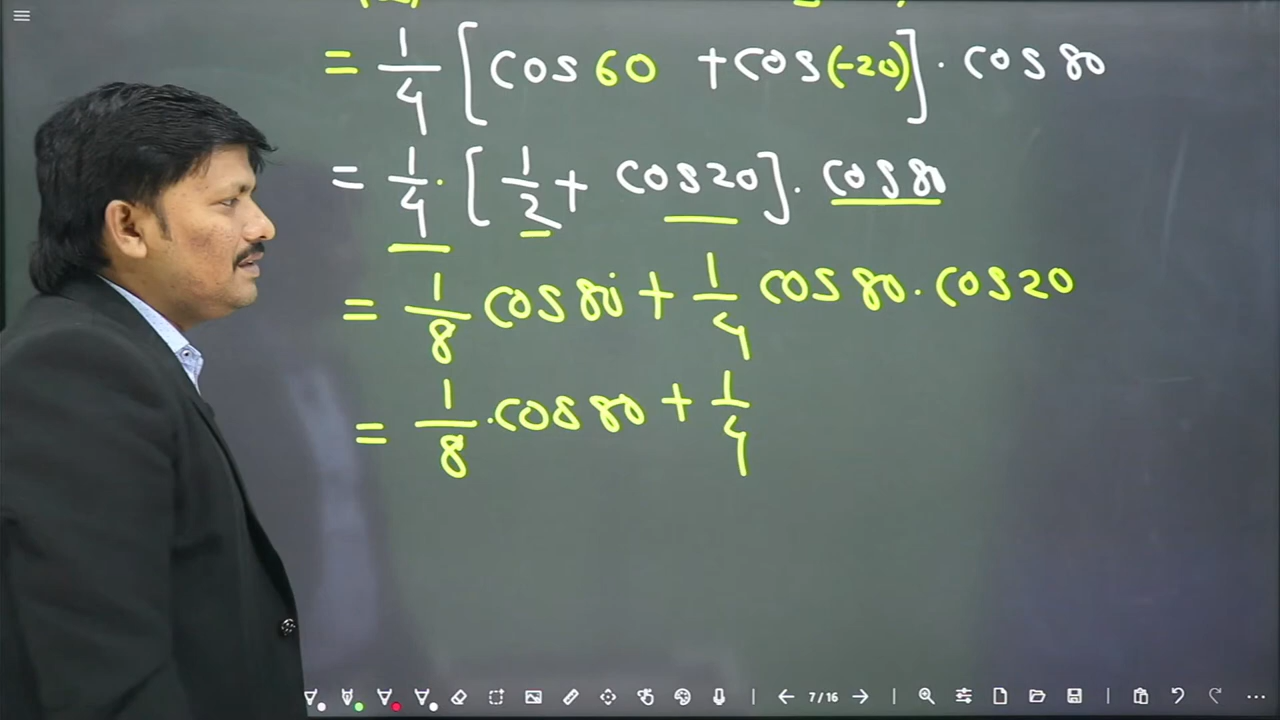 = 1/4 [cos 60 + cos(-20)] · cos 80
= 1/4 · [1/2 + cos 20] · cos 80
= 1/8 cos 80 + 1/4 cos 80 · cos 20
= 1/8 · cos 80 + 1/4
7/16